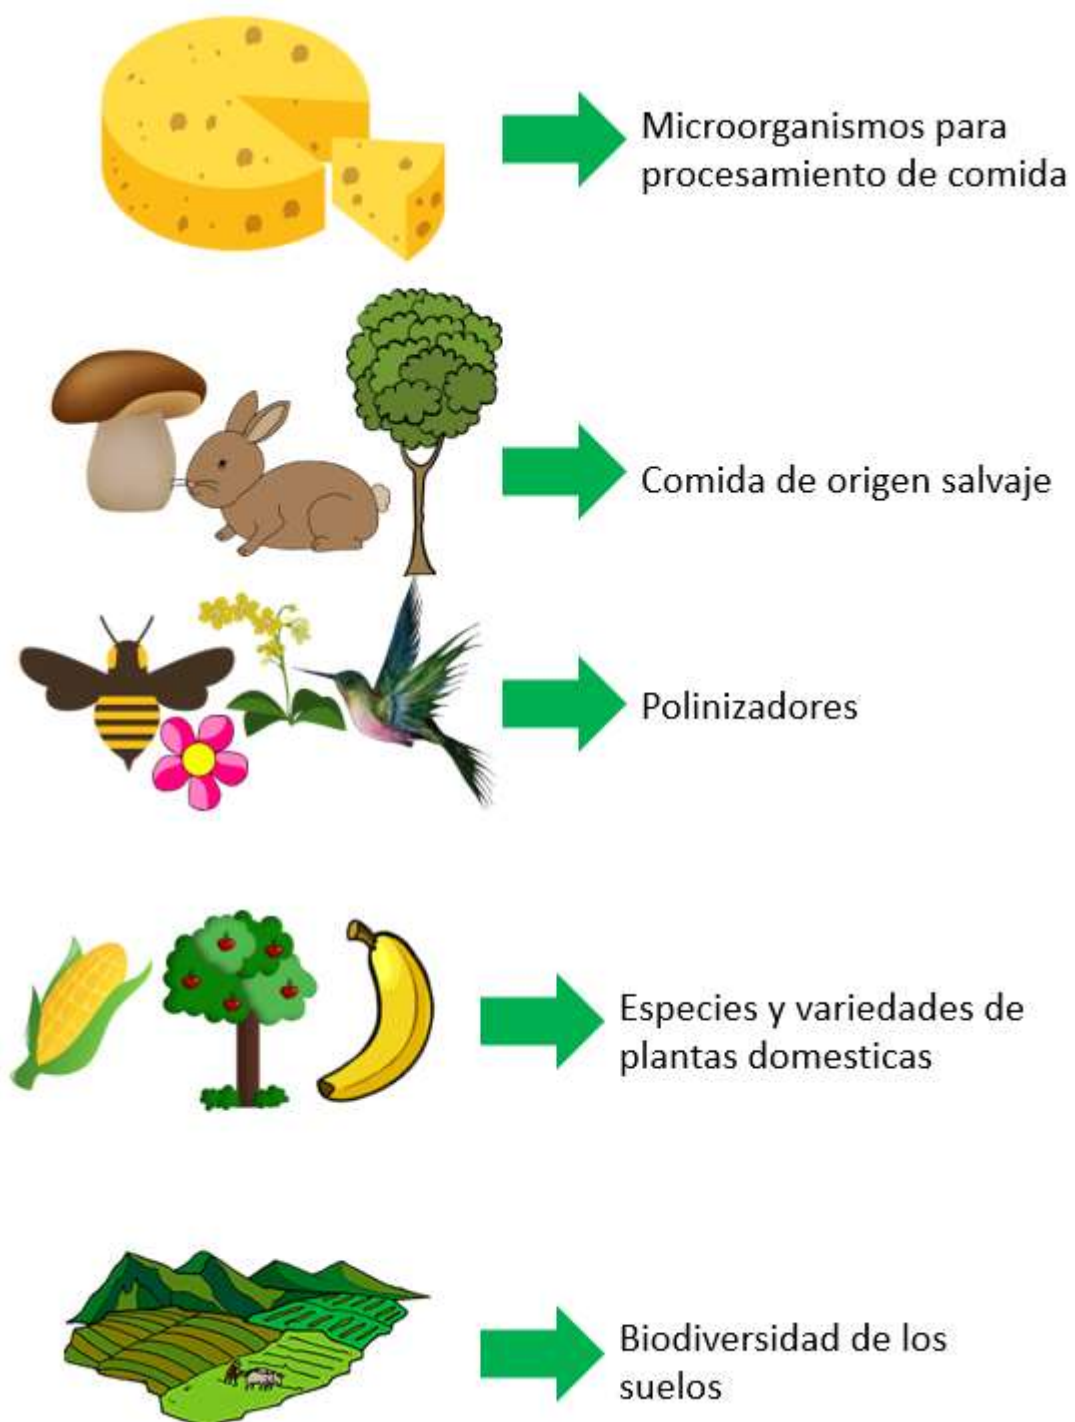 Microorganismos para
procesamiento de comida
Comida de origen salvaje
Polinizadores
Especies y variedades de
plantas domesticas
Biodiversidad de los
suelos